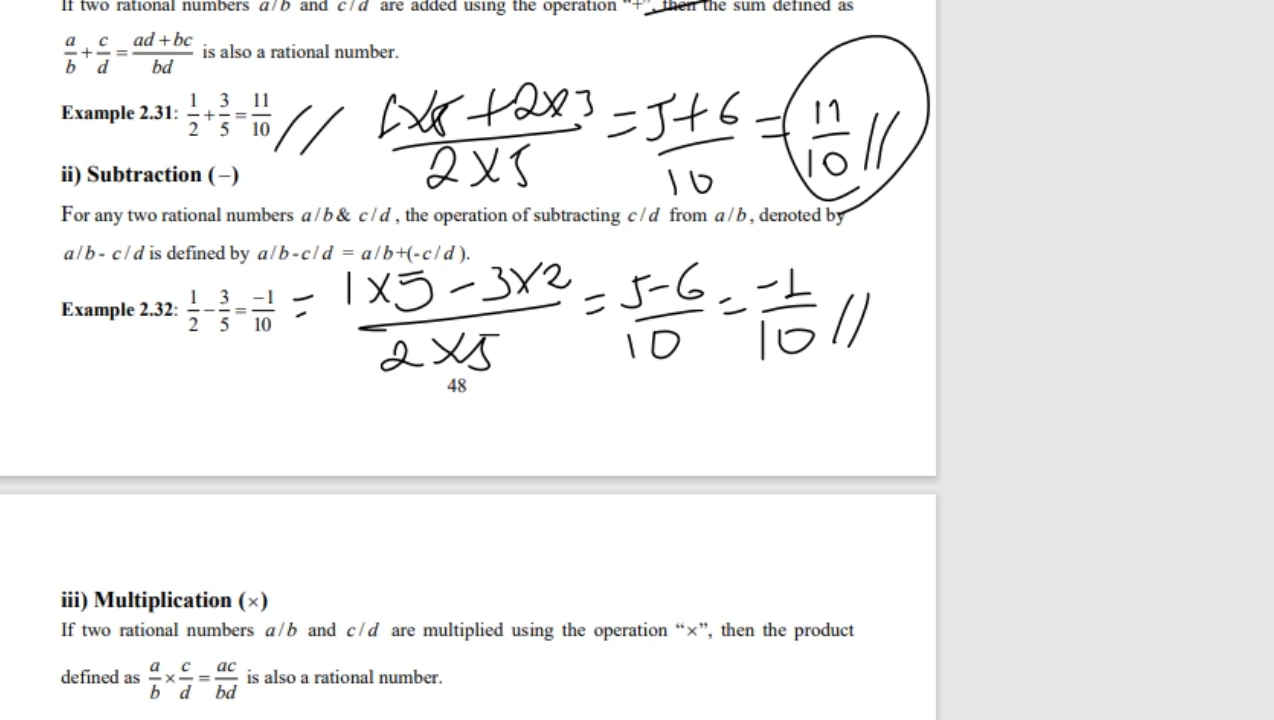 If two rational numbers a/b and c/d are added using the operation "+", then the sum defined as
a/b + c/d = ad + bc/bd is also a rational number.
Example 2.31: 1/2 + 3/5 = 11/10 // 1×5 + 2×3/2×5 = 5+6/10 = 11/10 //
ii) Subtraction (−)
For any two rational numbers a/b & c/d, the operation of subtracting c/d from a/b, denoted by
a/b- c/d is defined by a/b-c/d = a/b+(-c/d).
Example 2.32: 1/2 − 3/5 = −1/10 = 1×5 − 3×2/2×5 = 5−6/10 = −1/10 //
48
iii) Multiplication (×)
If two rational numbers a/b and c/d are multiplied using the operation "×", then the product
defined as a/b × c/d = ac/bd is also a rational number.